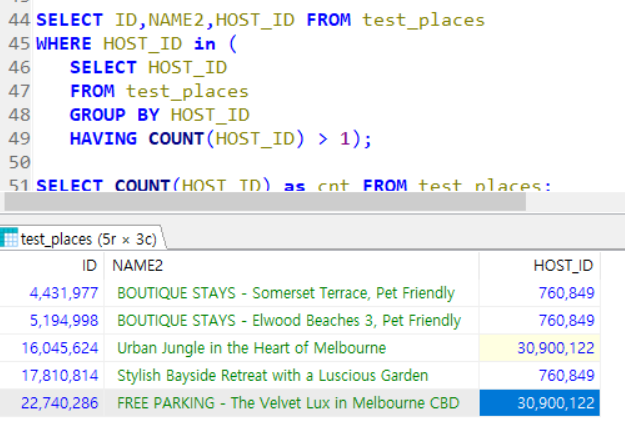 44 SELECT ID,NAME2,HOST_ID FROM test_places
45 WHERE HOST_ID in (
46 SELECT HOST_ID
47 FROM test_places
48 GROUP BY HOST_ID
49 HAVING COUNT(HOST_ID) > 1);
50
51 SELECT COUNT(HOST_ID) as cnt FROM test_places;
test_places (5r × 3c)
ID NAME2 HOST_ID
4,431,977 BOUTIQUE STAYS - Somerset Terrace, Pet Friendly 760,849
5,194,998 BOUTIQUE STAYS - Elwood Beaches 3, Pet Friendly 760,849
16,045,624 Urban Jungle in the Heart of Melbourne 30,900,122
17,810,814 Stylish Bayside Retreat with a Luscious Garden 760,849
22,740,286 FREE PARKING - The Velvet Lux in Melbourne CBD 30,900,122